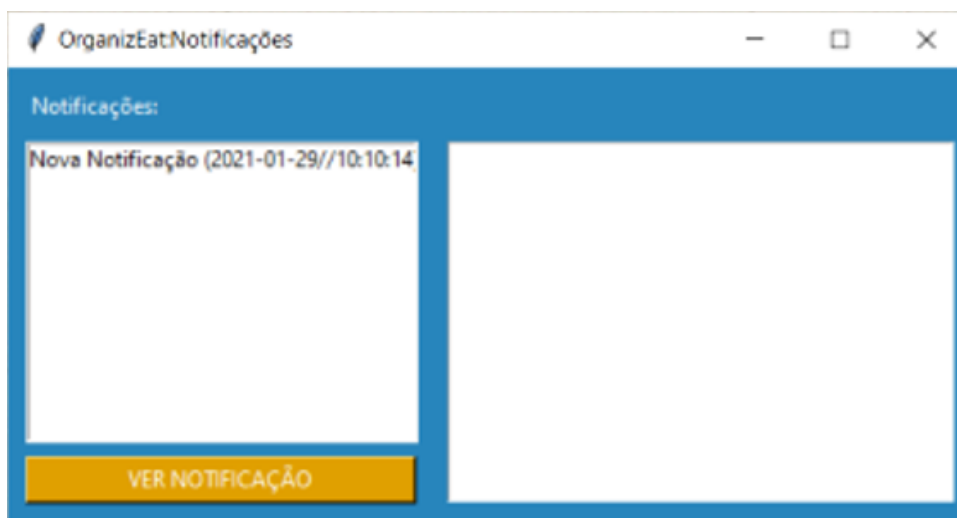 OrganizEat:Notificações
Notificações:
Nova Notificação (2021-01-29//10:10:14)
VER NOTIFICAÇÃO